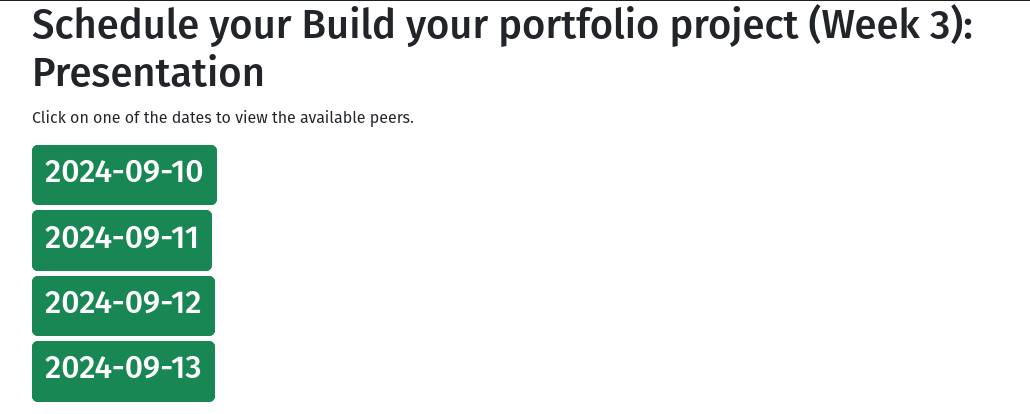 Schedule your Build your portfolio project (Week 3):
Presentation
Click on one of the dates to view the available peers.
2024-09-10
2024-09-11
2024-09-12
2024-09-13